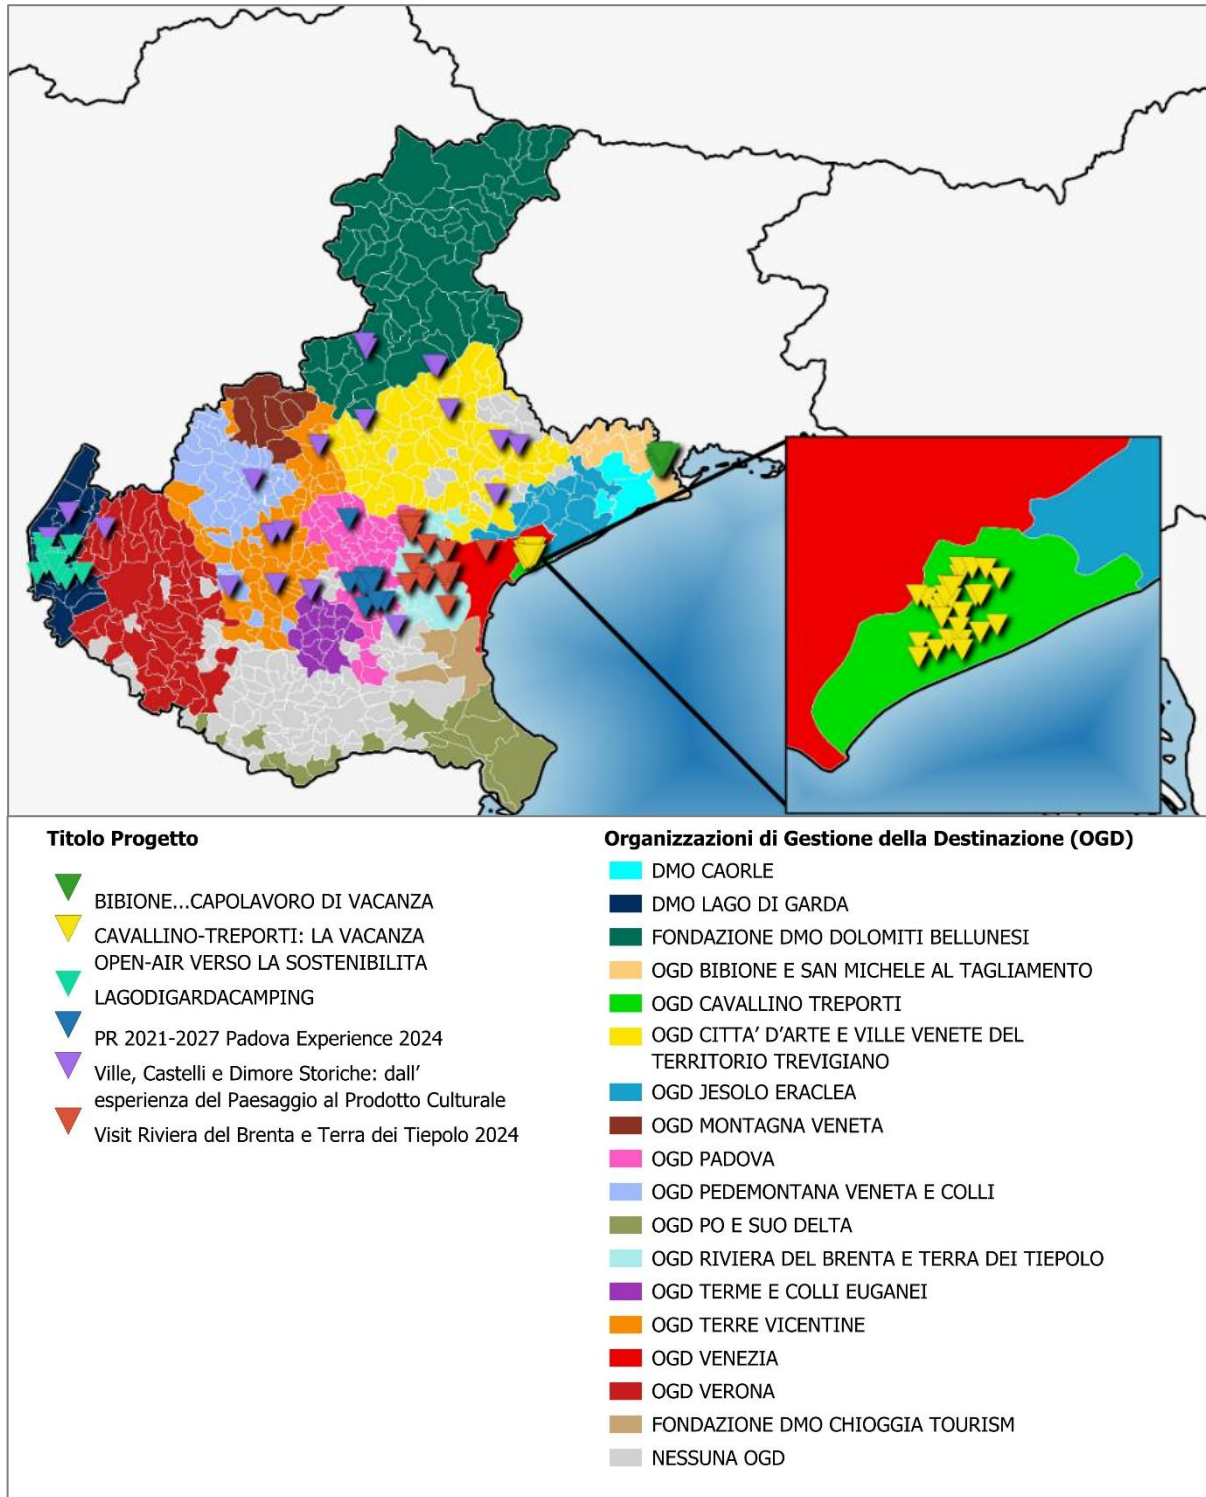 Titolo Progetto
BIBIONE...CAPOLAVORO DI VACANZA
CAVALLINO-TREPORTI: LA VACANZA
OPEN-AIR VERSO LA SOSTENIBILITA
LAGODIGARDACAMPING
PR 2021-2027 Padova Experience 2024
Ville, Castelli e Dimore Storiche: dall’
esperienza del Paesaggio al Prodotto Culturale
Visit Riviera del Brenta e Terra dei Tiepolo 2024
Organizzazioni di Gestione della Destinazione (OGD)
DMO CAORLE
DMO LAGO DI GARDA
FONDAZIONE DMO DOLOMITI BELLUNESI
OGD BIBIONE E SAN MICHELE AL TAGLIAMENTO
OGD CAVALLINO TREPORTI
OGD CITTA’ D’ARTE E VILLE VENETE DEL
TERRITORIO TREVIGIANO
OGD JESOLO ERACLEA
OGD MONTAGNA VENETA
OGD PADOVA
OGD PEDEMONTANA VENETA E COLLI
OGD PO E SUO DELTA
OGD RIVIERA DEL BRENTA E TERRA DEI TIEPOLO
OGD TERME E COLLI EUGANEI
OGD TERRE VICENTINE
OGD VENEZIA
OGD VERONA
FONDAZIONE DMO CHIOGGIA TOURISM
NESSUNA OGD